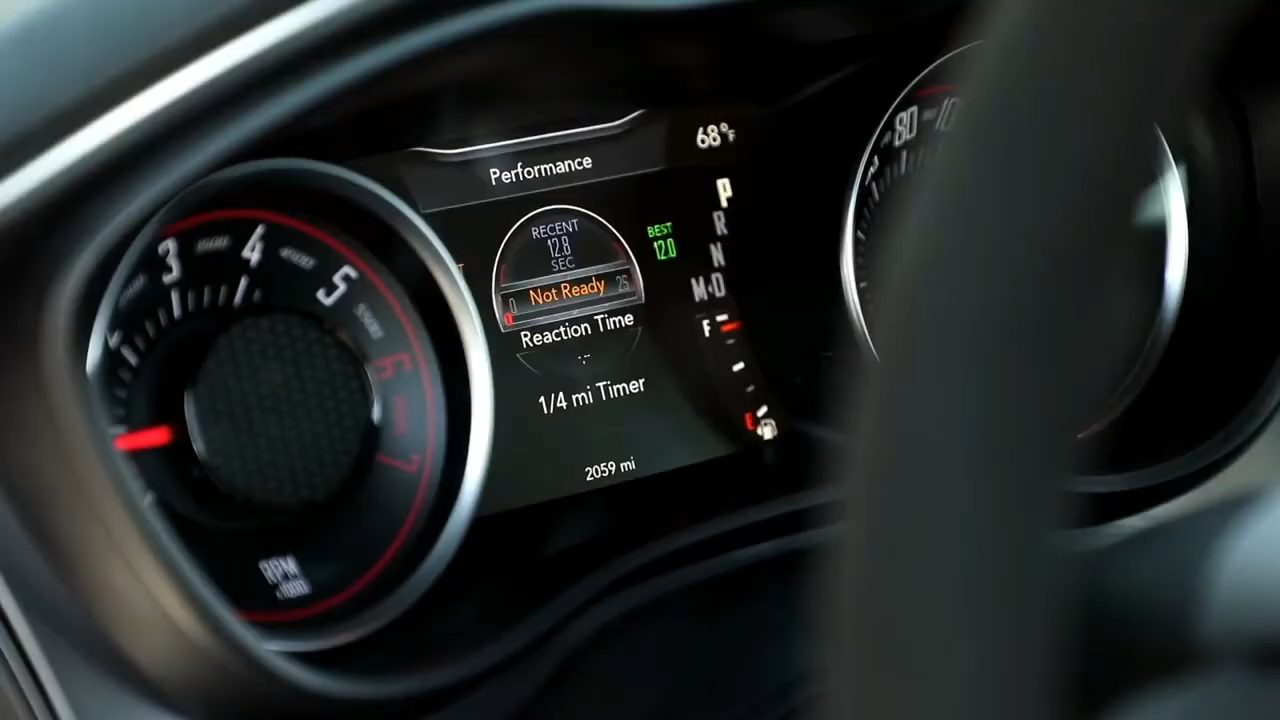 68°F
Performance
P
R
N
M·D
RECENT
12.8
SEC
BEST
12.0
Not Ready
0
26
Reaction Time
-.--
1/4 mi Timer
2059 mi
F
E
3
4
5
6
7
RPM
x1000
80